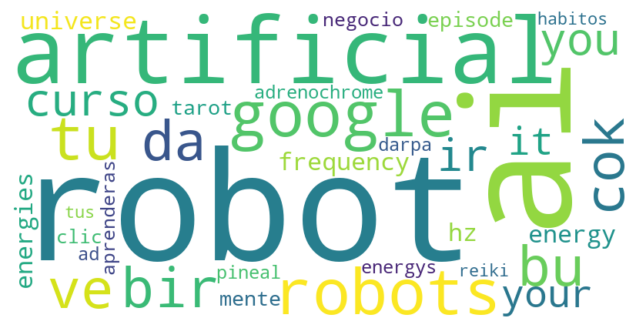 universe
negocio
episode
habitos
artificial
you
adrenochrome
curso
tarot
google
ai
tu
da
darpa
ir
it
cok
robot
frequency
energies
aprenderas
tus
hz
energy
clic
ad
pineal
energys
reiki
bu
ve
bir
mente
robots
your